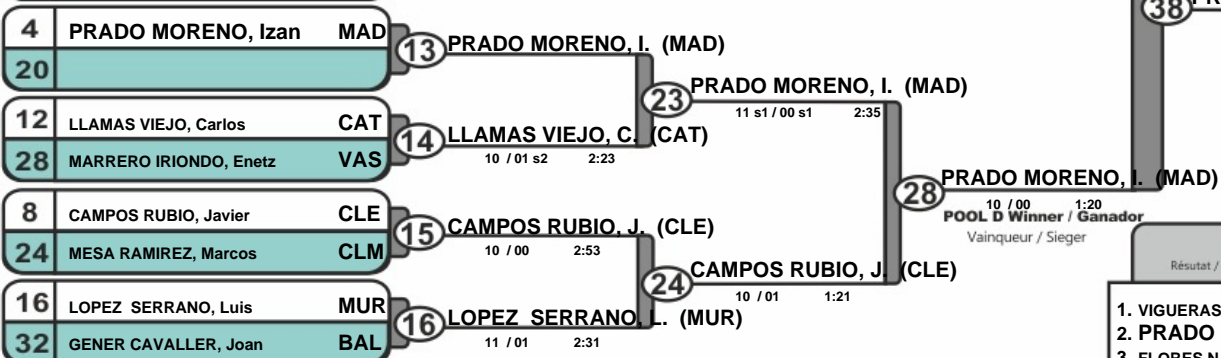 4 PRADO MORENO, Izan MAD
20
13 PRADO MORENO, I. (MAD)
12 LLAMAS VIEJO, Carlos CAT
28 MARRERO IRIONDO, Enetz VAS
14 LLAMAS VIEJO, C. (CAT)
10 / 01 s2 2:23
23 PRADO MORENO, I. (MAD)
11 s1 / 00 s1 2:35
8 CAMPOS RUBIO, Javier CLE
24 MESA RAMIREZ, Marcos CLM
15 CAMPOS RUBIO, J. (CLE)
10 / 00 2:53
16 LOPEZ SERRANO, Luis MUR
32 GENER CAVALLER, Joan BAL
16 LOPEZ SERRANO, L. (MUR)
11 / 01 2:31
24 CAMPOS RUBIO, J. (CLE)
10 / 01 1:21
28 PRADO MORENO, I. (MAD)
10 / 00 1:20
POOL D Winner / Ganador
Vainqueur / Sieger
38
Résutat /
1. VIGUERAS
2. PRADO